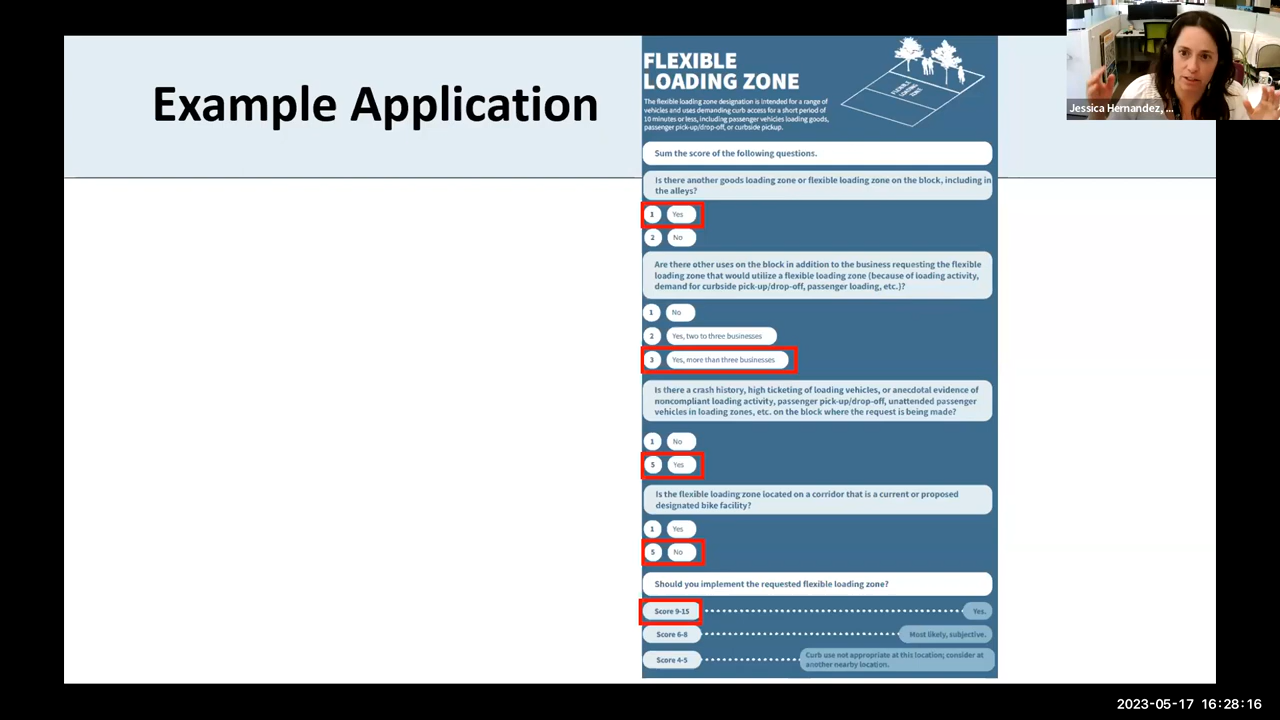 Example Application
FLEXIBLE
LOADING ZONE
The flexible loading zone designation is intended for a range of
vehicles and uses demanding curb access for a short period of
10 minutes or less, including passenger vehicles loading goods,
passenger pick-up/drop-off, or curbside pickup.
FLEXIBLE
LOADING
ZONE
Sum the score of the following questions.
Is there another goods loading zone or flexible loading zone on the block, including in
the alleys?
1 Yes
2 No
Are there other uses on the block in addition to the business requesting the flexible
loading zone that would utilize a flexible loading zone (because of loading activity,
demand for curbside pick-up/drop-off, passenger loading, etc.)?
1 No
2 Yes, two to three businesses
3 Yes, more than three businesses
Is there a crash history, high ticketing of loading vehicles, or anecdotal evidence of
noncompliant loading activity, passenger pick-up/drop-off, unattended passenger
vehicles in loading zones, etc. on the block where the request is being made?
1 No
5 Yes
Is the flexible loading zone located on a corridor that is a current or proposed
designated bike facility?
1 Yes
5 No
Should you implement the requested flexible loading zone?
Score 9-15 Yes.
Score 6-8 Most likely, subjective.
Score 4-5 Curb use not appropriate at this location; consider at
another nearby location.
Jessica Hernandez, ...
2023-05-17 16:28:16